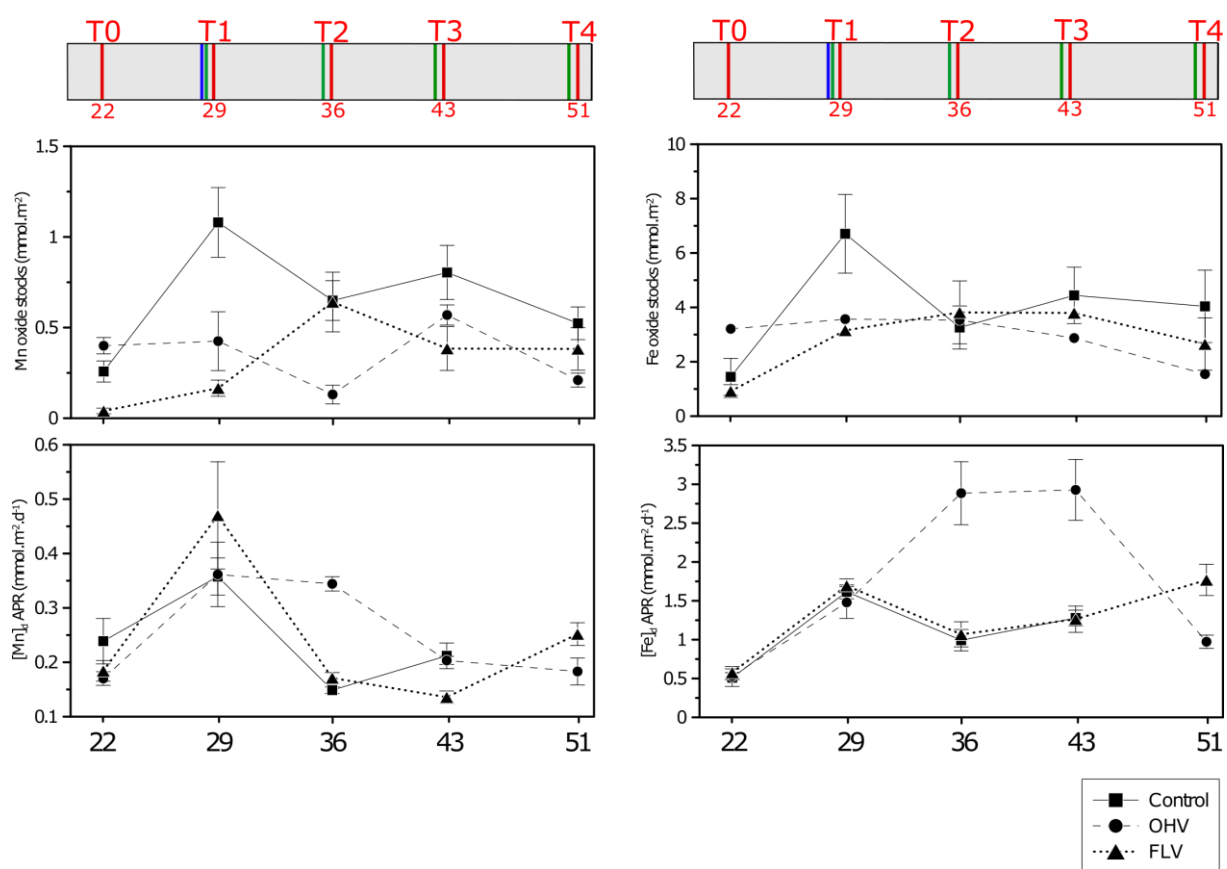 T0 T1 T2 T3 T4
22 29 36 43 51
T0 T1 T2 T3 T4
22 29 36 43 51
Mn oxide stocks (mmol.m⁻²)
1.5
1
0.5
0
Fe oxide stocks (mmol.m⁻²)
10
8
6
4
2
0
[Mn]d APR (mmol.m⁻².d⁻¹)
0.6
0.5
0.4
0.3
0.2
0.1
22 29 36 43 51
[Fe]d APR (mmol.m⁻².d⁻¹)
3.5
3
2.5
2
1.5
1
0.5
0
22 29 36 43 51
Control
OHV
FLV